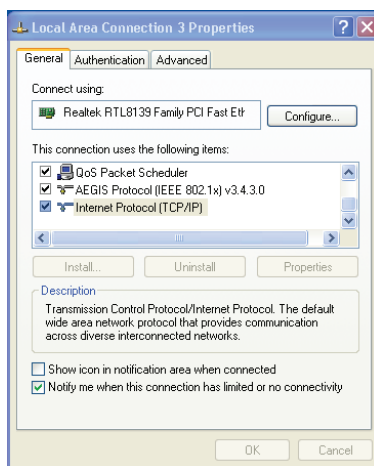 Local Area Connection 3 Properties
General Authentication Advanced
Connect using:
Realtek RTL8139 Family PCI Fast Eth
Configure...
This connection uses the following items:
QoS Packet Scheduler
AEGIS Protocol (IEEE 802.1x) v3.4.3.0
Internet Protocol (TCP/IP)
Install... Uninstall Properties
Description
Transmission Control Protocol/Internet Protocol. The default
wide area network protocol that provides communication
across diverse interconnected networks.
Show icon in notification area when connected
Notify me when this connection has limited or no connectivity
OK Cancel